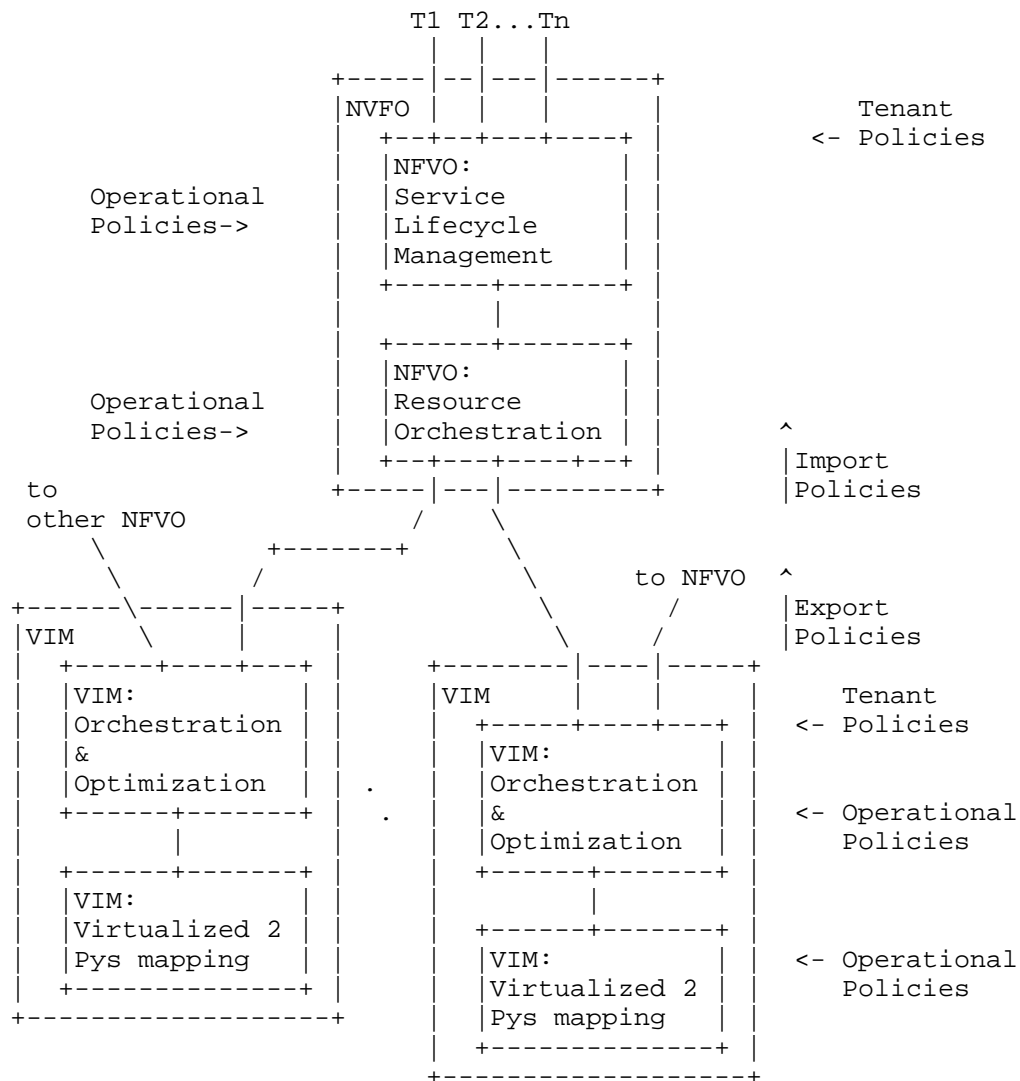 T1 T2...Tn
NVFO
Tenant
<- Policies
NFVO:
Operational
Service
Policies->
Lifecycle
Management
NFVO:
Operational
Resource
Policies->
Orchestration
^
Import
to
Policies
other NFVO
to NFVO ^
Export
VIM
Policies
VIM:
VIM
Tenant
Orchestration
<- Policies
&
VIM:
Optimization
.
Orchestration
.
&
<- Operational
Optimization
Policies
VIM:
Virtualized 2
Pys mapping
VIM:
<- Operational
Virtualized 2
Policies
Pys mapping